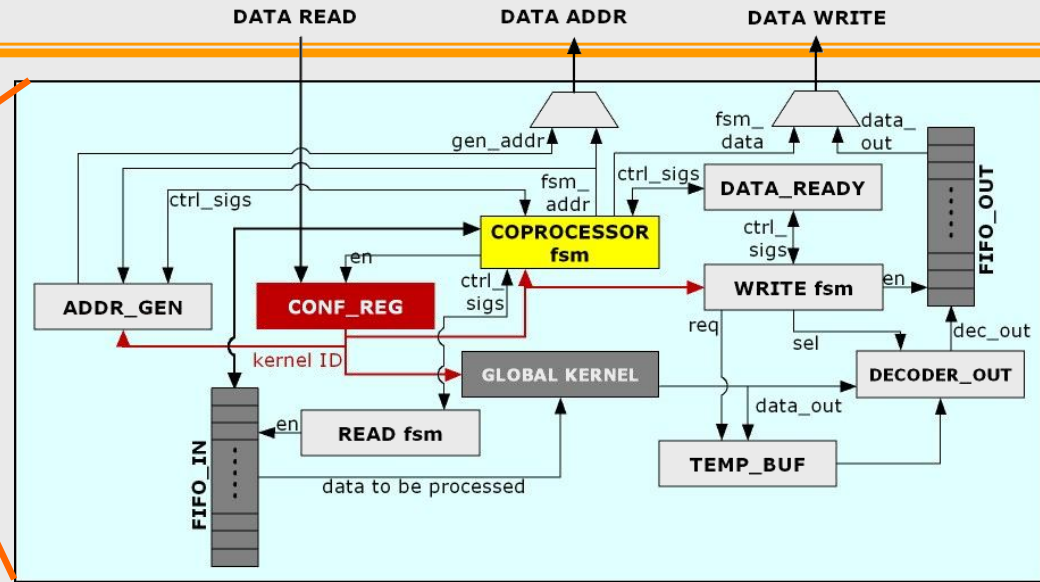 DATA READ
DATA ADDR
DATA WRITE
gen_addr
fsm_
data
data_
out
ctrl_sigs
fsm_
addr
ctrl_sigs
DATA_READY
FIFO_OUT
COPROCESSOR
fsm
ctrl_
sigs
en
ADDR_GEN
CONF_REG
ctrl_
sigs
WRITE fsm
en
req
sel
dec_out
kernel ID
GLOBAL KERNEL
DECODER_OUT
data_out
FIFO_IN
en
READ fsm
TEMP_BUF
data to be processed